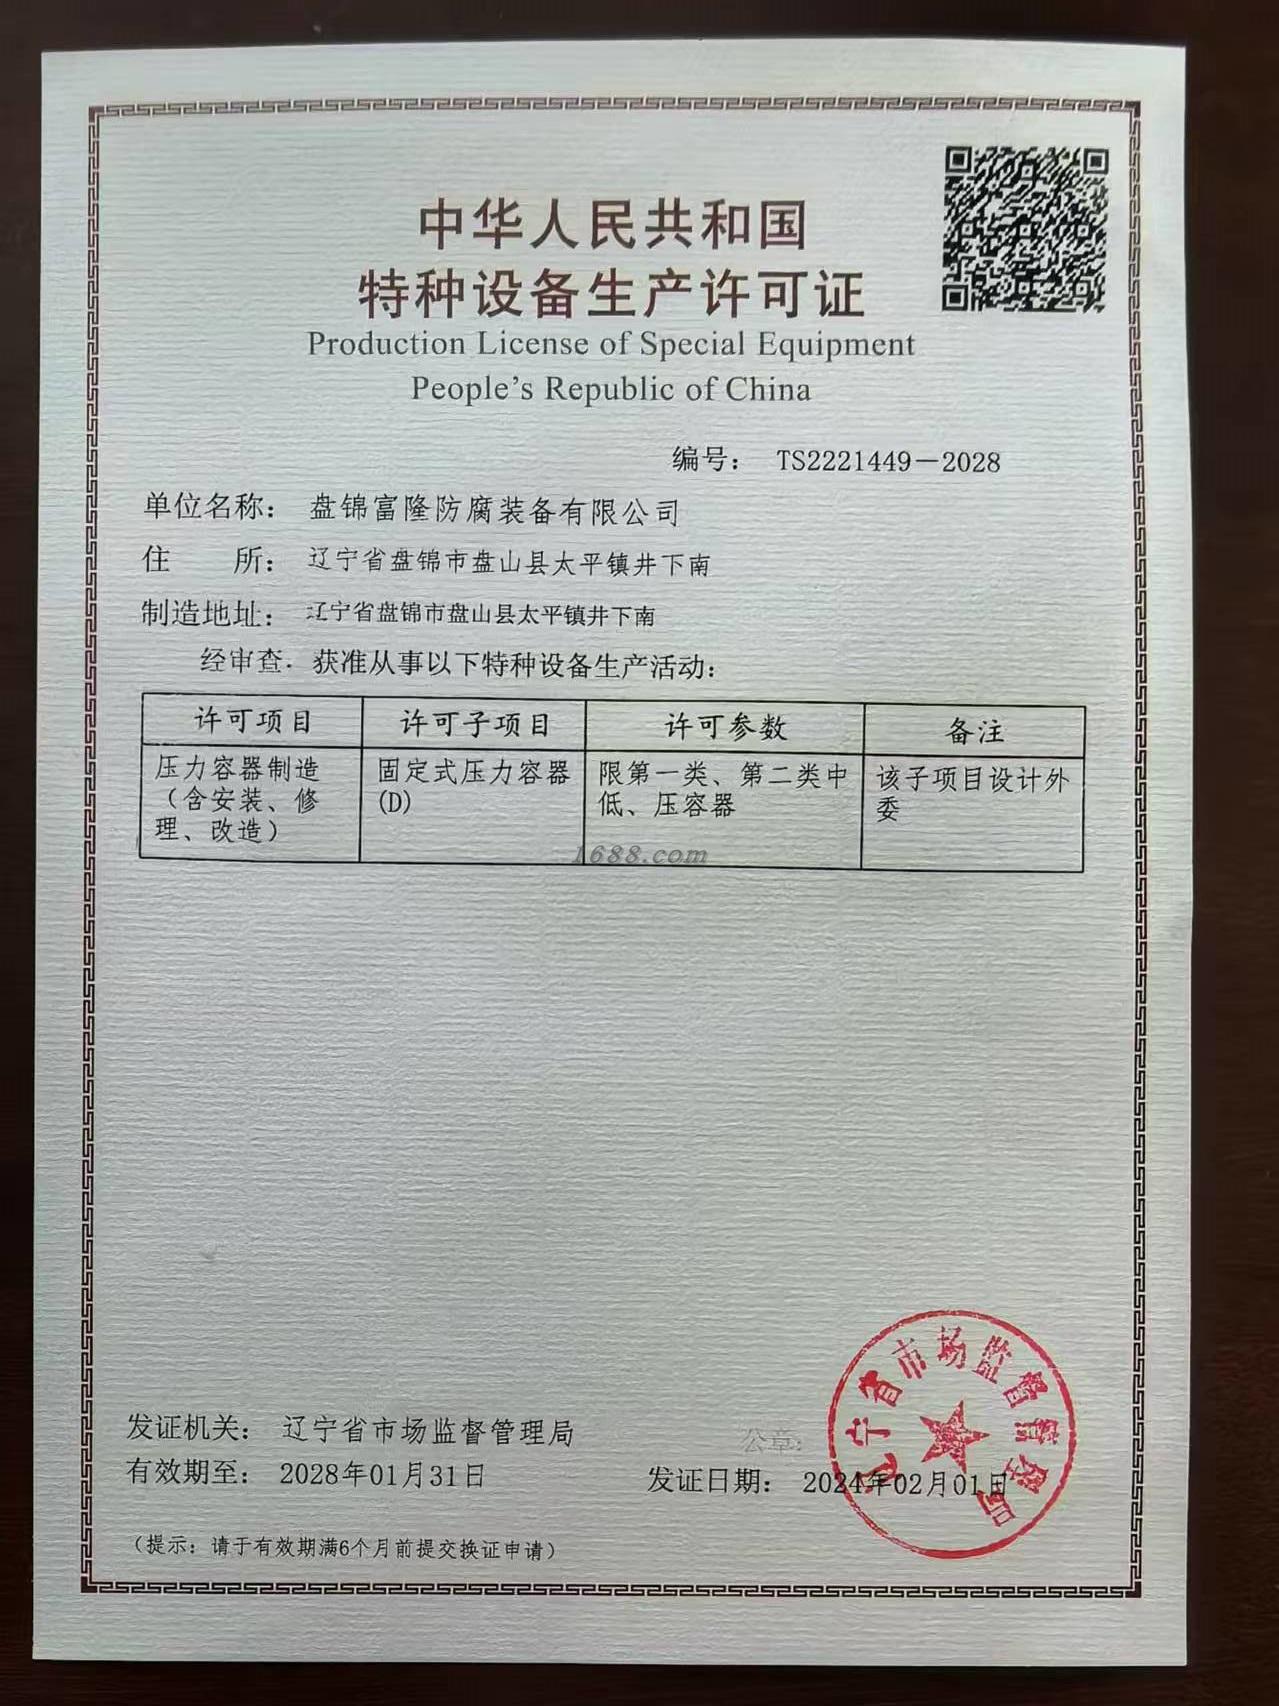 中华人民共和国
特种设备生产许可证
Production License of Special Equipment
People's Republic of China
编号： TS2221449－2028
单位名称： 盘锦富隆防腐装备有限公司
住　　所： 辽宁省盘锦市盘山县太平镇井下南
制造地址： 辽宁省盘锦市盘山县太平镇井下南
经审查．获准从事以下特种设备生产活动：
许可项目 许可子项目 许可参数 备注
压力容器制造 固定式压力容器 限第一类、第二类中 该子项目设计外
（含安装、修 (D) 低、压容器 委
理、改造）
1688.com
辽宁省市场监督管理局
发证机关： 辽宁省市场监督管理局 公章：
有效期至： 2028年01月31日 发证日期： 2024年02月01日
（提示：请于有效期满6个月前提交换证申请）